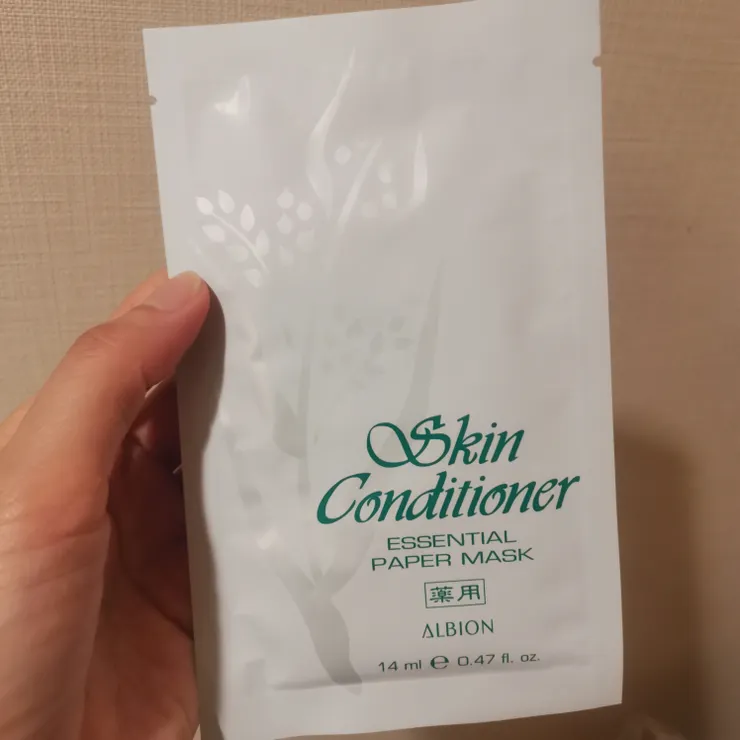 Skin
Conditioner
ESSENTIAL
PAPER MASK
薬用
ALBION
14 ml ℮ 0.47 fl. oz.